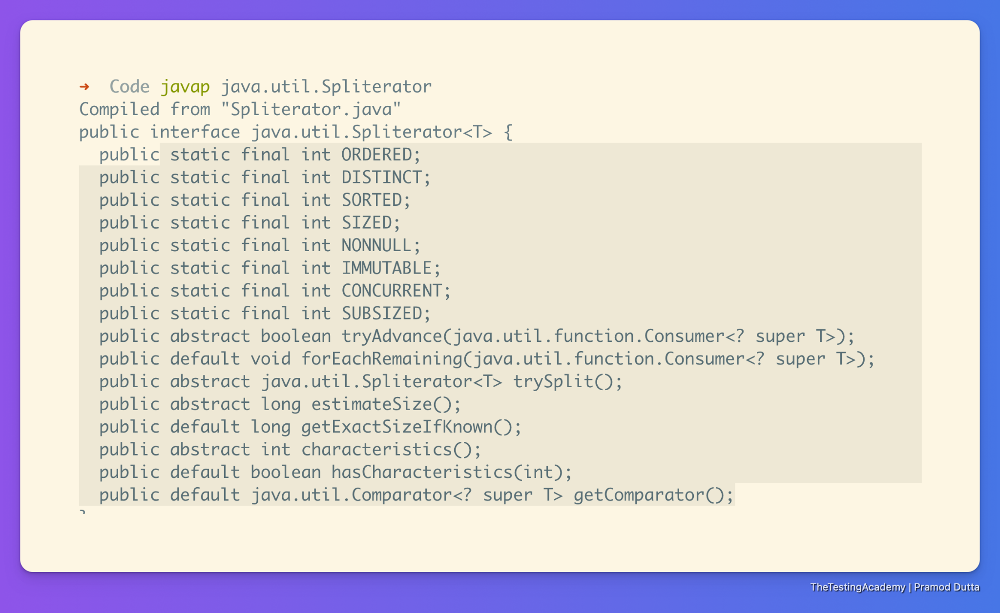 ➜  Code javap java.util.Spliterator
Compiled from "Spliterator.java"
public interface java.util.Spliterator<T> {
  public static final int ORDERED;
  public static final int DISTINCT;
  public static final int SORTED;
  public static final int SIZED;
  public static final int NONNULL;
  public static final int IMMUTABLE;
  public static final int CONCURRENT;
  public static final int SUBSIZED;
  public abstract boolean tryAdvance(java.util.function.Consumer<? super T>);
  public default void forEachRemaining(java.util.function.Consumer<? super T>);
  public abstract java.util.Spliterator<T> trySplit();
  public abstract long estimateSize();
  public default long getExactSizeIfKnown();
  public abstract int characteristics();
  public default boolean hasCharacteristics(int);
  public default java.util.Comparator<? super T> getComparator();
TheTestingAcademy | Pramod Dutta